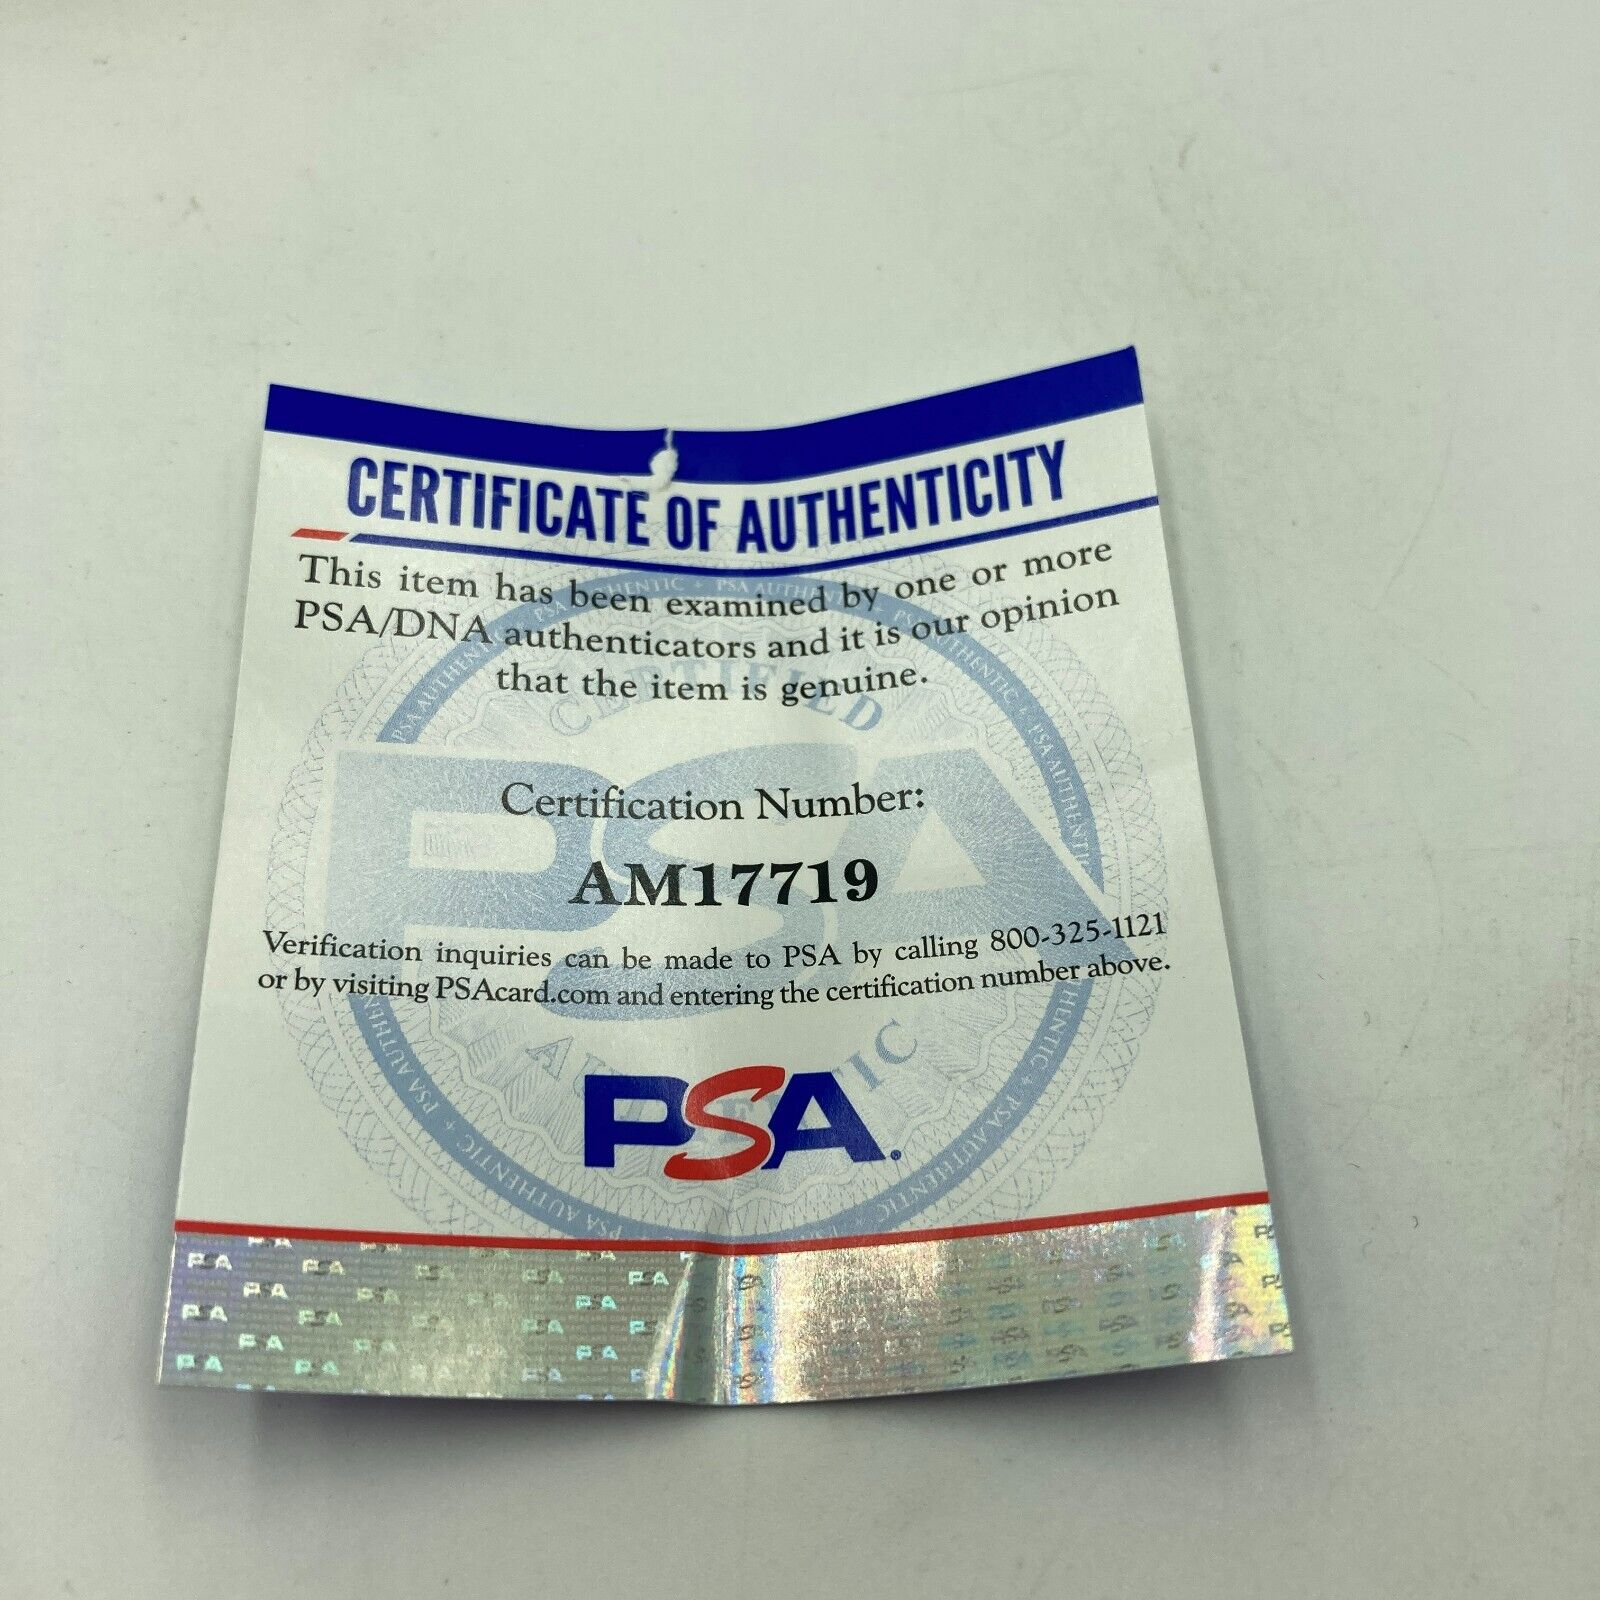 CERTIFICATE OF AUTHENTICITY
This item has been examined by one or more
PSA/DNA authenticators and it is our opinion
that the item is genuine.
CERTIFIED
Certification Number:
AM17719
Verification inquiries can be made to PSA by calling 800-325-1121
or by visiting PSAcard.com and entering the certification number above.
PSA®